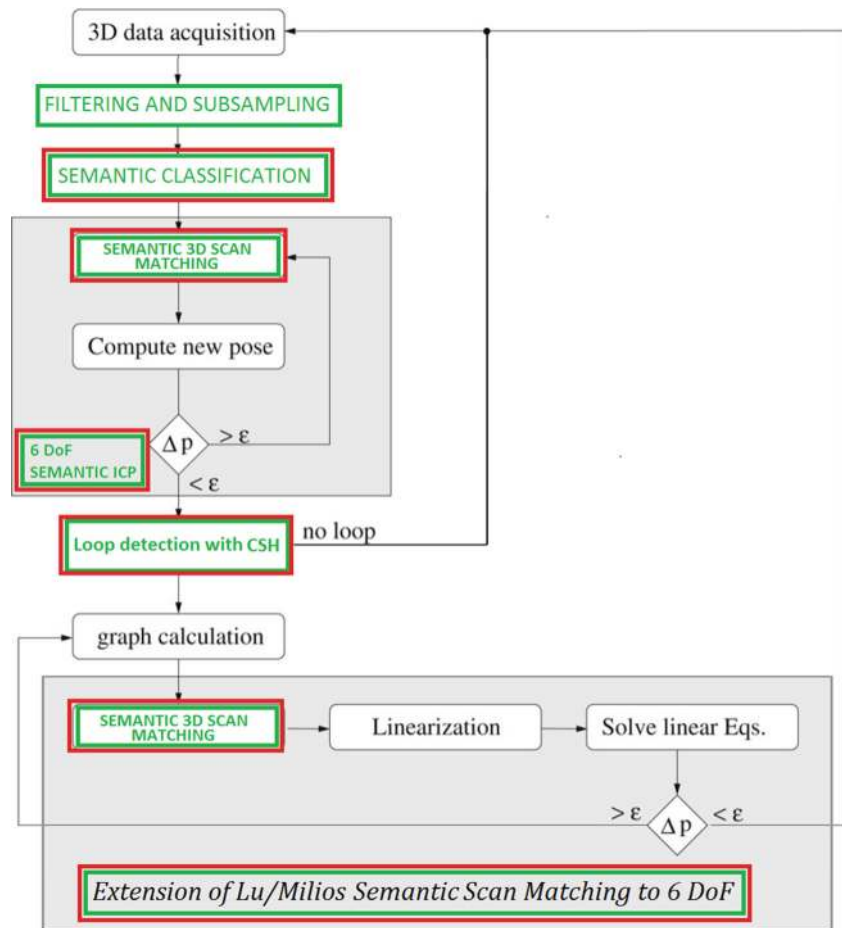 3D data acquisition
FILTERING AND SUBSAMPLING
SEMANTIC CLASSIFICATION
SEMANTIC 3D SCAN
MATCHING
Compute new pose
Δp
> ε
6 DoF
SEMANTIC ICP
< ε
Loop detection with CSH
no loop
graph calculation
SEMANTIC 3D SCAN
MATCHING
Linearization
Solve linear Eqs.
> ε
Δp
< ε
Extension of Lu/Milios Semantic Scan Matching to 6 DoF